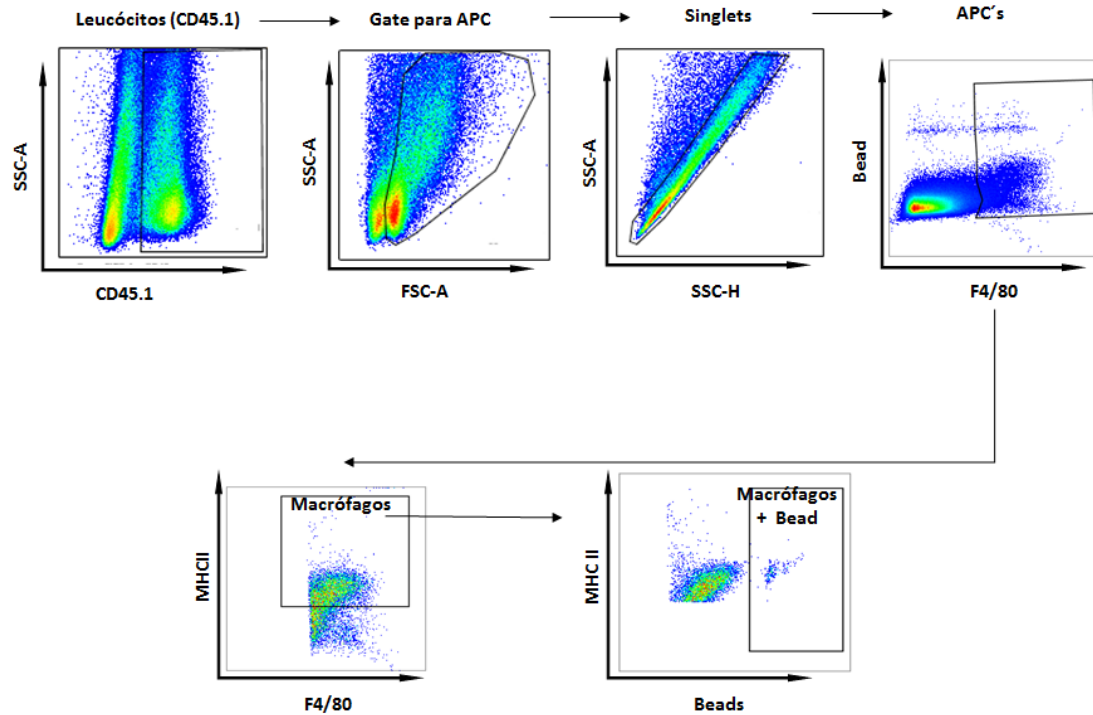 Leucócitos (CD45.1)
Gate para APC
Singlets
APC´s
SSC-A
CD45.1
SSC-A
FSC-A
SSC-A
SSC-H
Bead
F4/80
Macrófagos
MHCII
F4/80
Macrófagos
+ Bead
MHC II
Beads